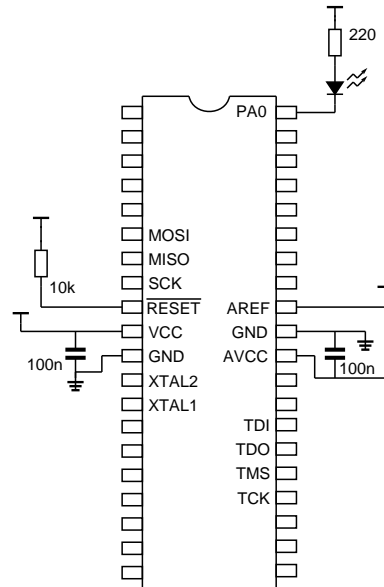 220
PA0
MOSI
MISO
SCK
10k
RESET
AREF
VCC
GND
100n
GND
AVCC
100n
XTAL2
XTAL1
TDI
TDO
TMS
TCK